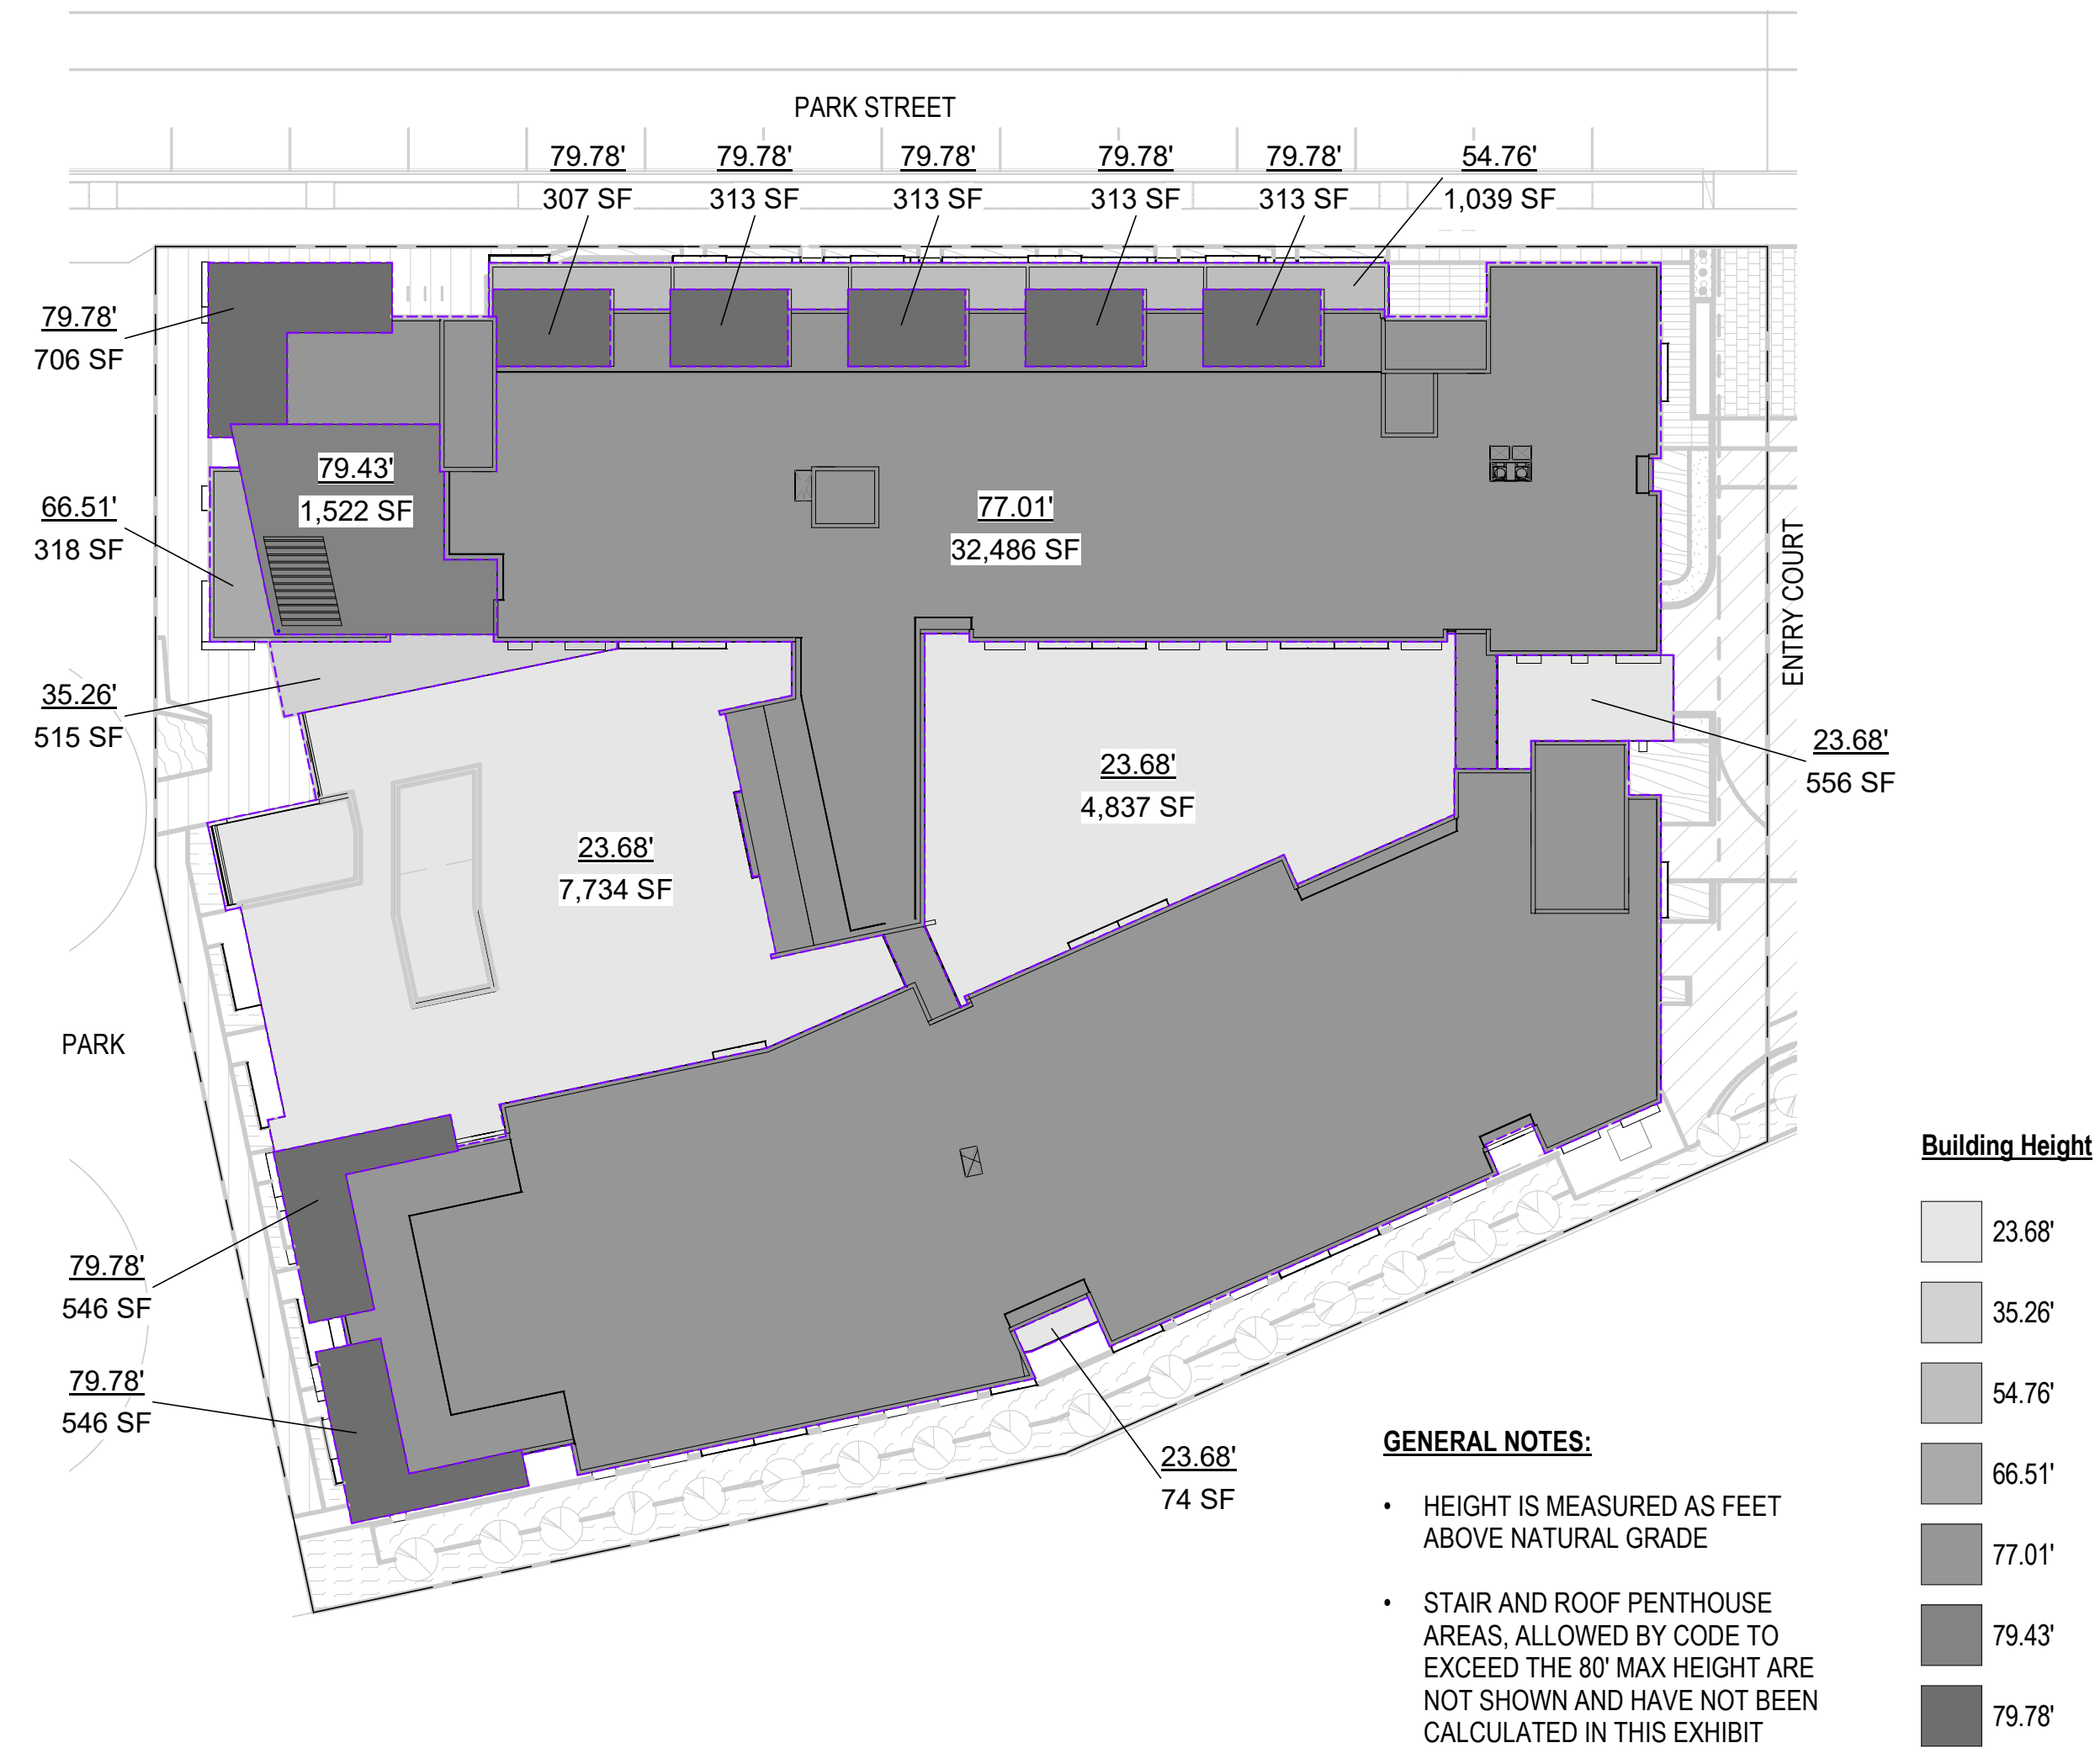 PARK STREET
79.78'
307 SF
79.78'
313 SF
79.78'
313 SF
79.78'
313 SF
79.78'
313 SF
54.76'
1,039 SF
79.78'
706 SF
79.43'
1,522 SF
66.51'
318 SF
77.01'
32,486 SF
ENTRY COURT
35.26'
515 SF
23.68'
4,837 SF
23.68'
556 SF
23.68'
7,734 SF
PARK
79.78'
546 SF
79.78'
546 SF
23.68'
74 SF
GENERAL NOTES:
• HEIGHT IS MEASURED AS FEET
ABOVE NATURAL GRADE
• STAIR AND ROOF PENTHOUSE
AREAS, ALLOWED BY CODE TO
EXCEED THE 80' MAX HEIGHT ARE
NOT SHOWN AND HAVE NOT BEEN
CALCULATED IN THIS EXHIBIT
Building Height
23.68'
35.26'
54.76'
66.51'
77.01'
79.43'
79.78'